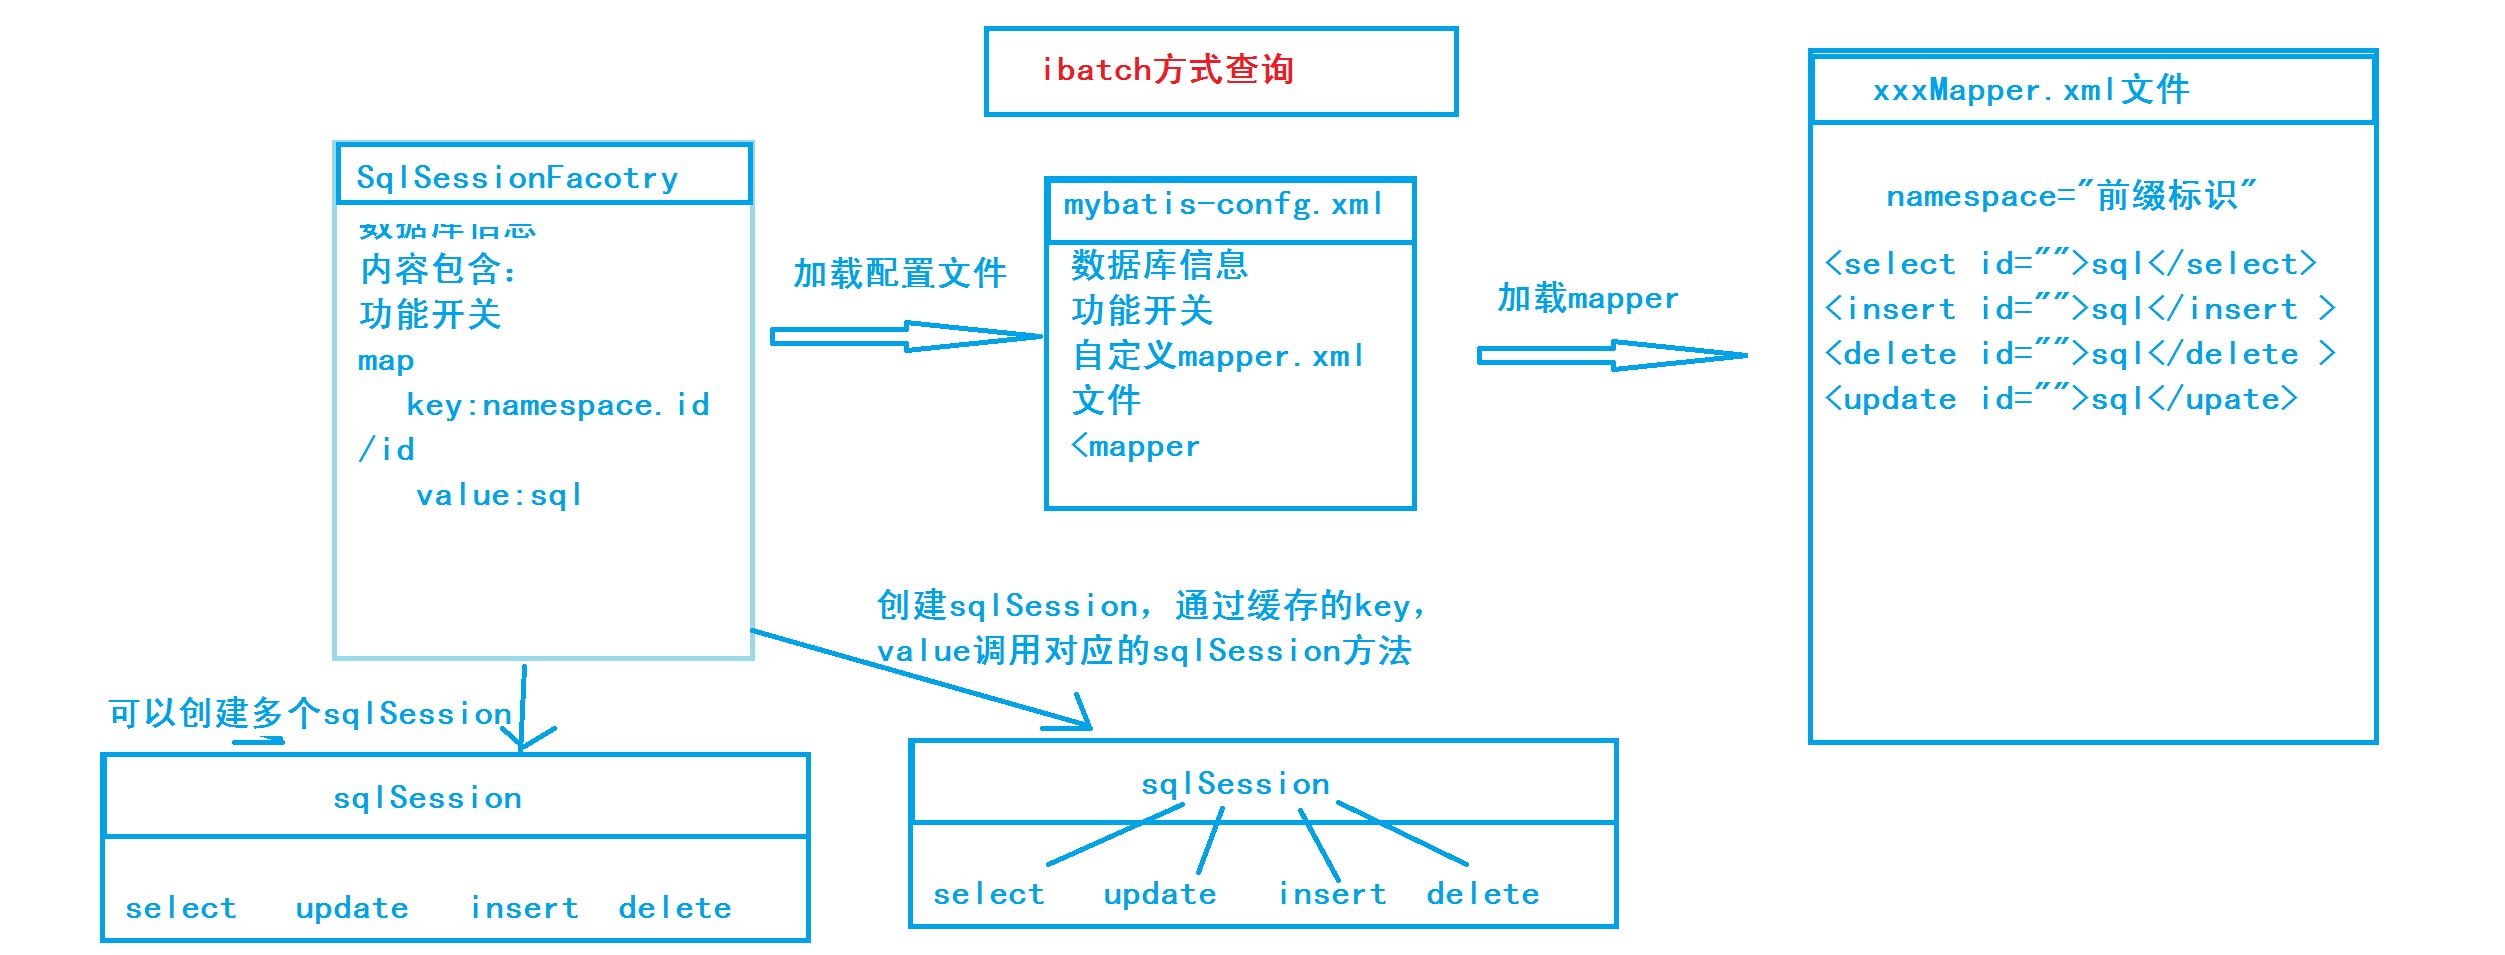 ibatch方式查询
SqlSessionFacotry
数据库信息
内容包含:
功能开关
map
key:namespace.id
/id
value:sql
加载配置文件
mybatis-confg.xml
数据库信息
功能开关
自定义mapper.xml
文件
<mapper
加载mapper
xxxMapper.xml文件
namespace="前缀标识"
<select id="">sql</select>
<insert id="">sql</insert >
<delete id="">sql</delete >
<update id="">sql</upate>
创建sqlSession，通过缓存的key，
value调用对应的sqlSession方法
可以创建多个sqlSession
sqlSession
select update insert delete
sqlSession
select update insert delete